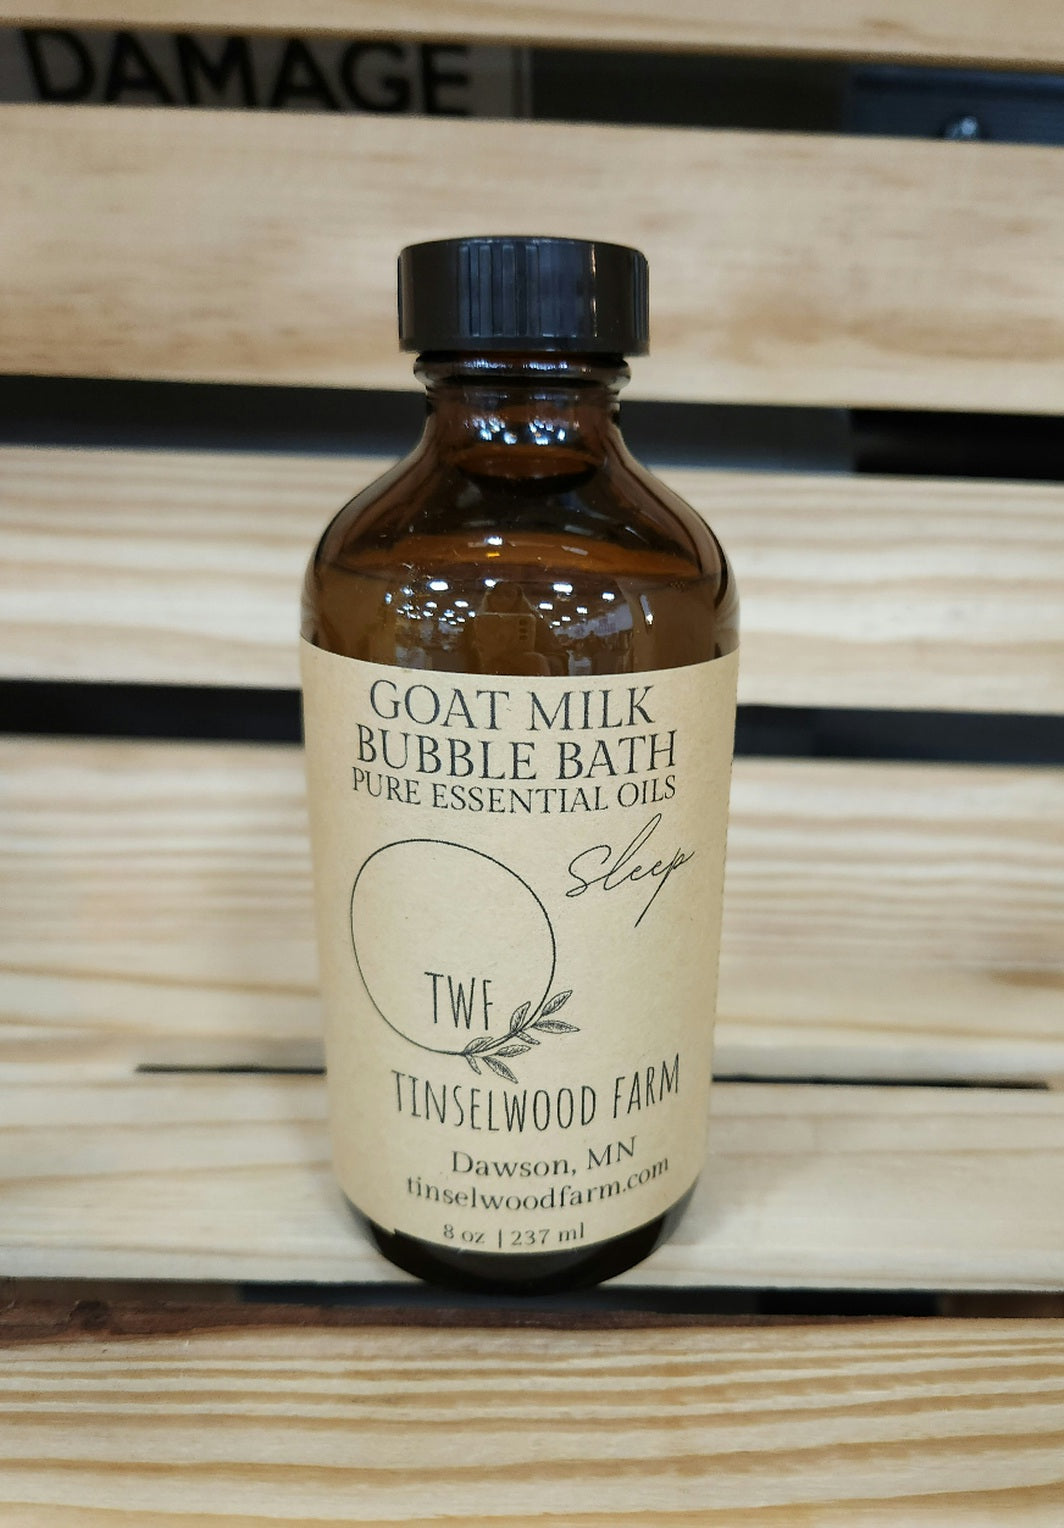 DAMAGE
GOAT MILK
BUBBLE BATH
PURE ESSENTIAL OILS
Sleep
TWF
TINSELWOOD FARM
Dawson, MN
tinselwoodfarm.com
8 oz | 237 ml